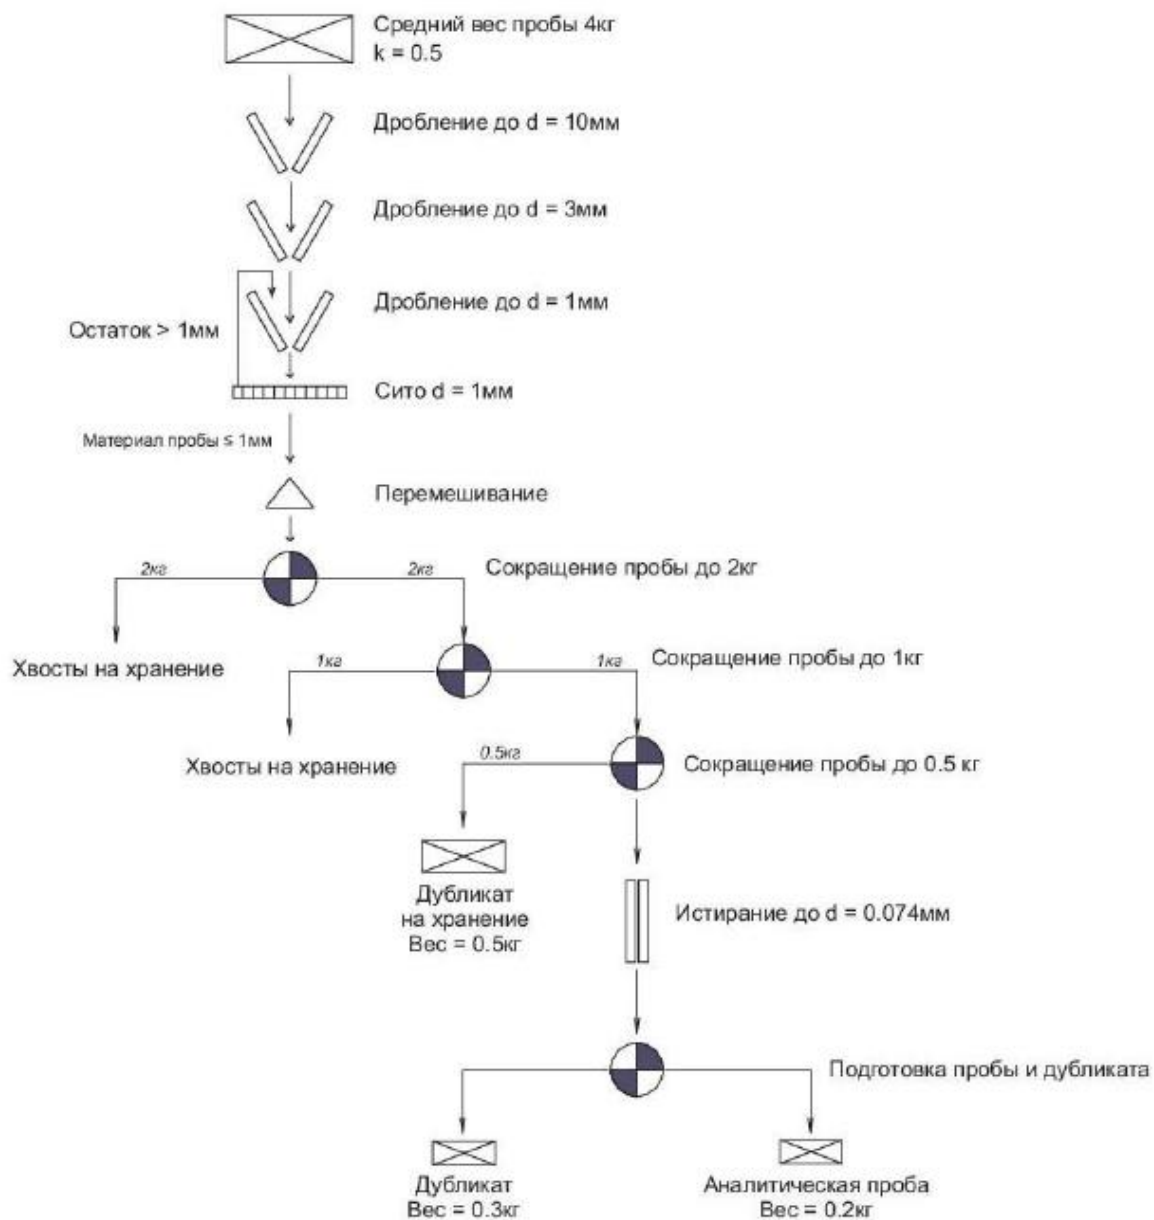 Средний вес пробы 4кг
k = 0.5
Дробление до d = 10мм
Дробление до d = 3мм
Дробление до d = 1мм
Остаток > 1мм
Сито d = 1мм
Материал пробы ≤ 1мм
Перемешивание
2кг
2кг
Сокращение пробы до 2кг
Хвосты на хранение
1кг
1кг
Сокращение пробы до 1кг
Хвосты на хранение
0.5кг
Сокращение пробы до 0.5 кг
Дубликат
на хранение
Вес = 0.5кг
Истирание до d = 0.074мм
Подготовка пробы и дубликата
Дубликат
Вес = 0.3кг
Аналитическая проба
Вес = 0.2кг